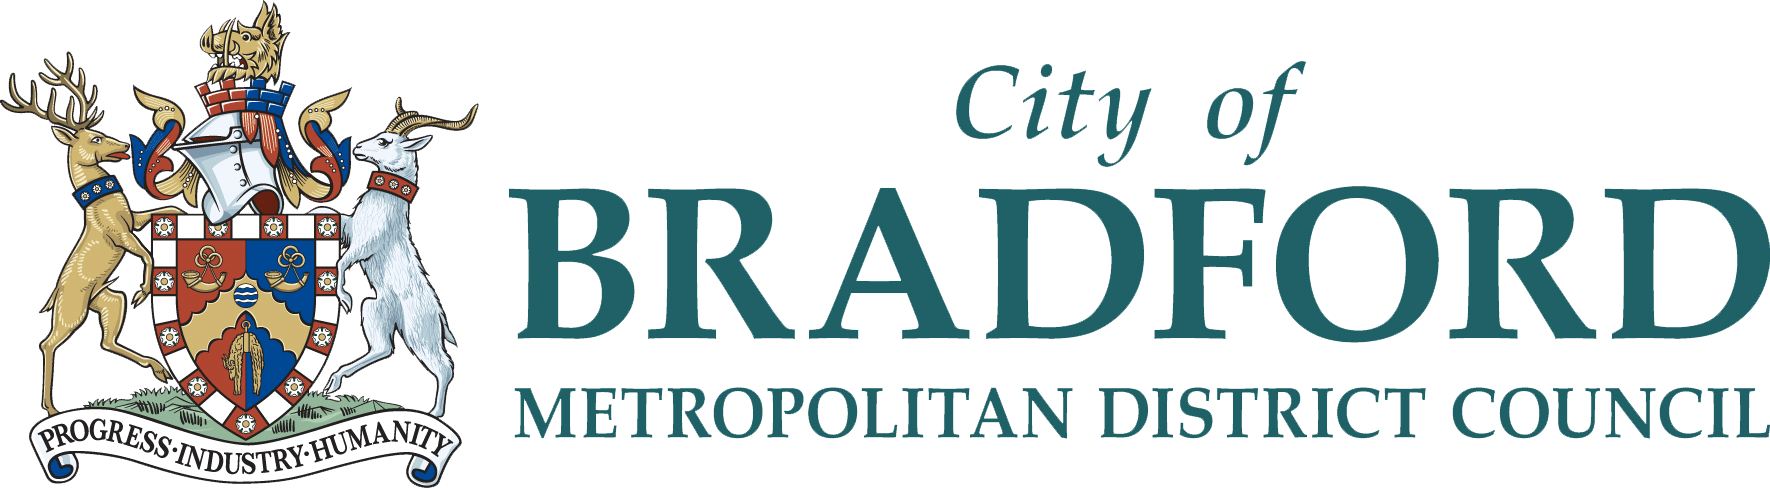 City of
BRADFORD
METROPOLITAN DISTRICT COUNCIL
PROGRESS·INDUSTRY·HUMANITY